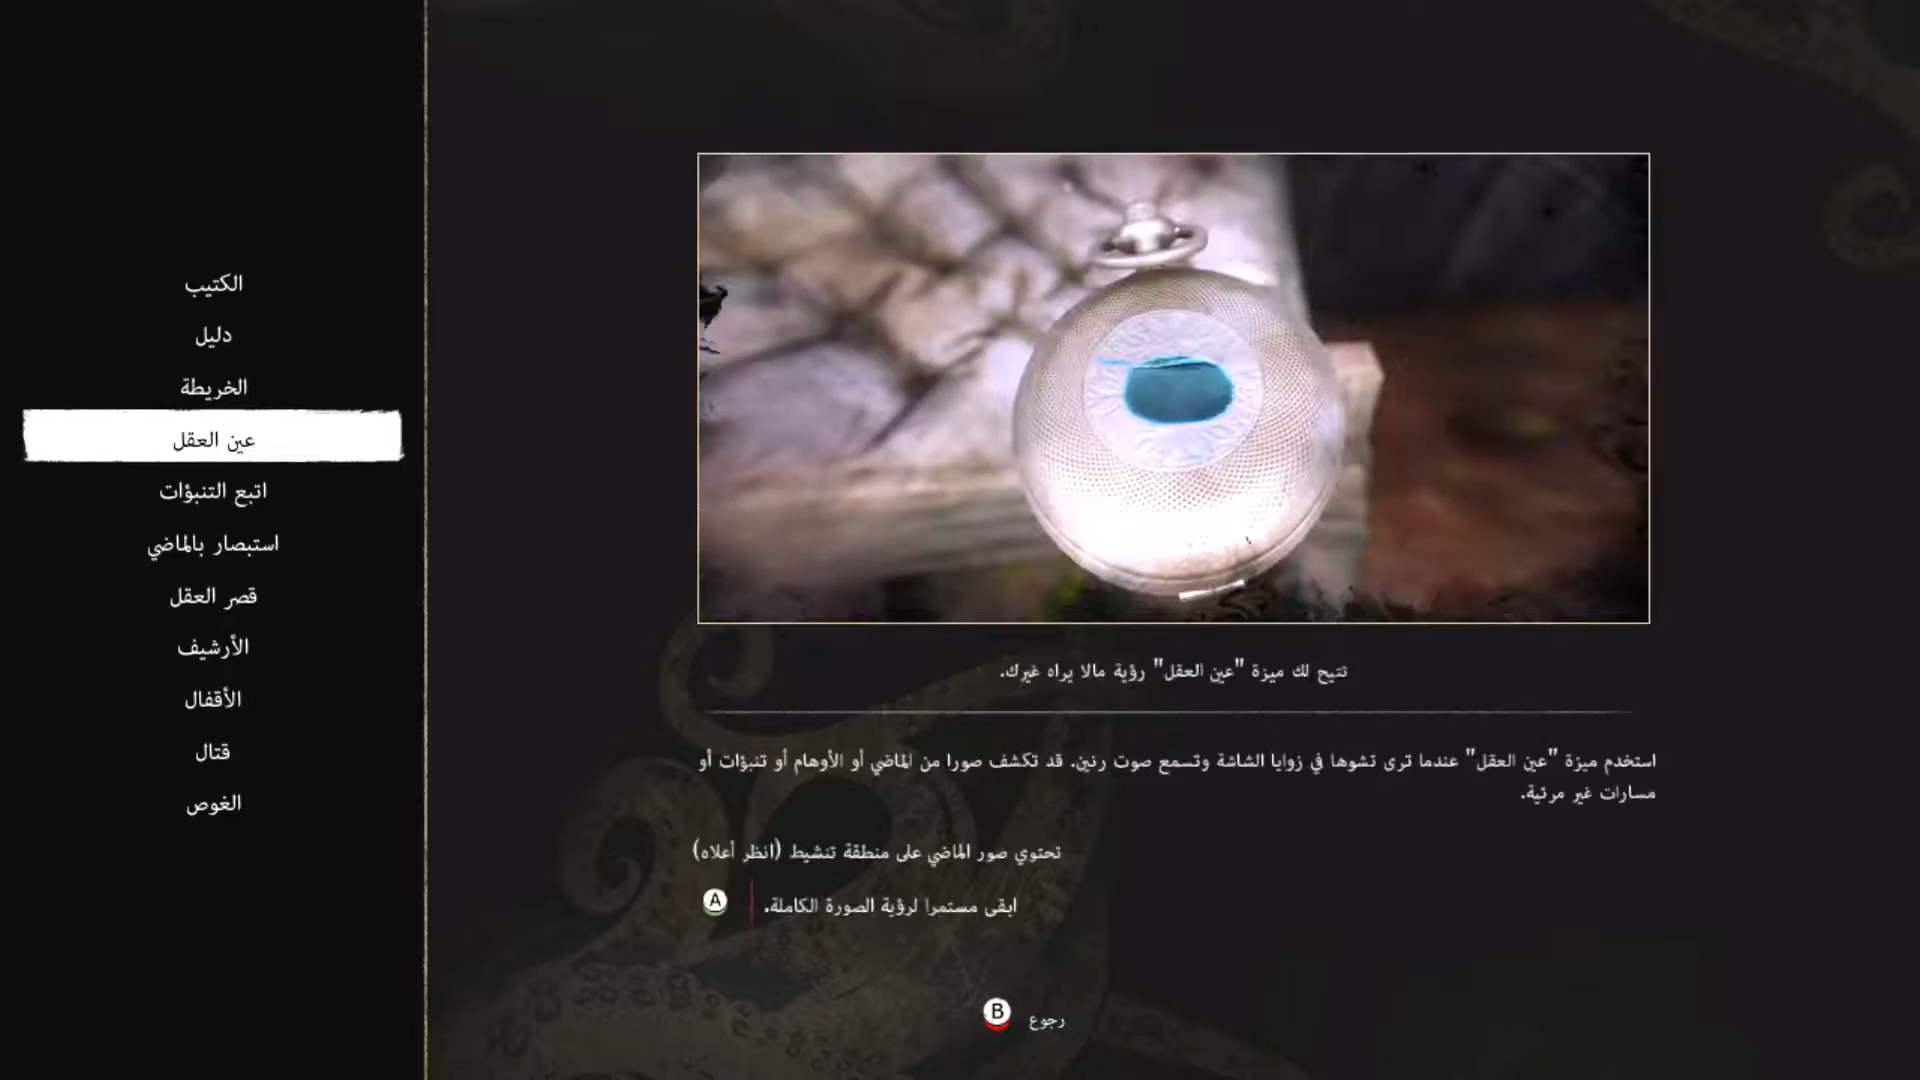 الكتيب
دليل
الخريطة
عين العقل
اتبع التنبؤات
استبصار بالماضي
قصر العقل
الأرشيف
الأقفال
قتال
الغوص
تتيح لك ميزة "عين العقل" رؤية مالا يراه غيرك.
استخدم ميزة "عين العقل" عندما ترى تشوها في زوايا الشاشة وتسمع صوت رنين. قد تكشف صورا من الماضي أو الأوهام أو تنبؤات أو
مسارات غير مرئية.
تحتوي صور الماضي على منطقة تنشيط (انظر أعلاه)
A ابقى مستمرا لرؤية الصورة الكاملة.
B رجوع